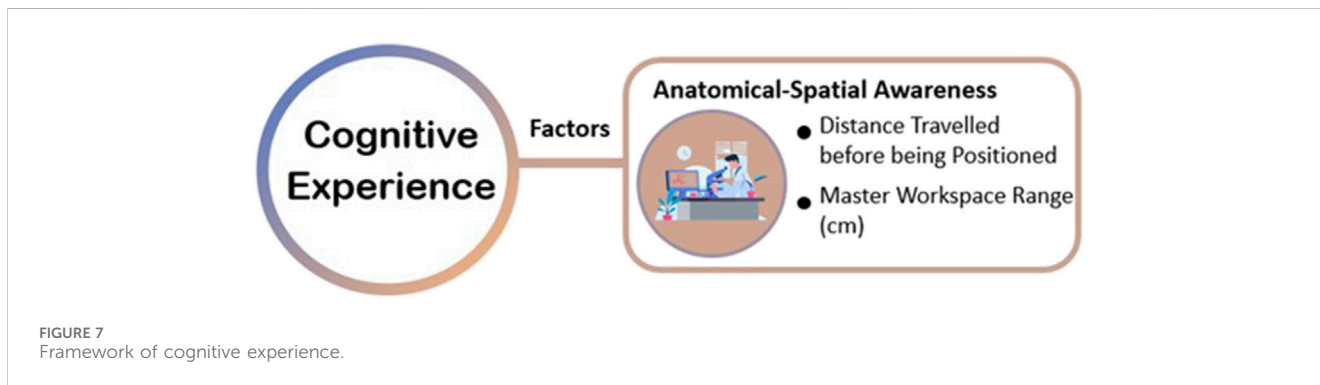 Cognitive
Experience
Factors
Anatomical-Spatial Awareness
● Distance Travelled
before being Positioned
● Master Workspace Range
(cm)
FIGURE 7
Framework of cognitive experience.